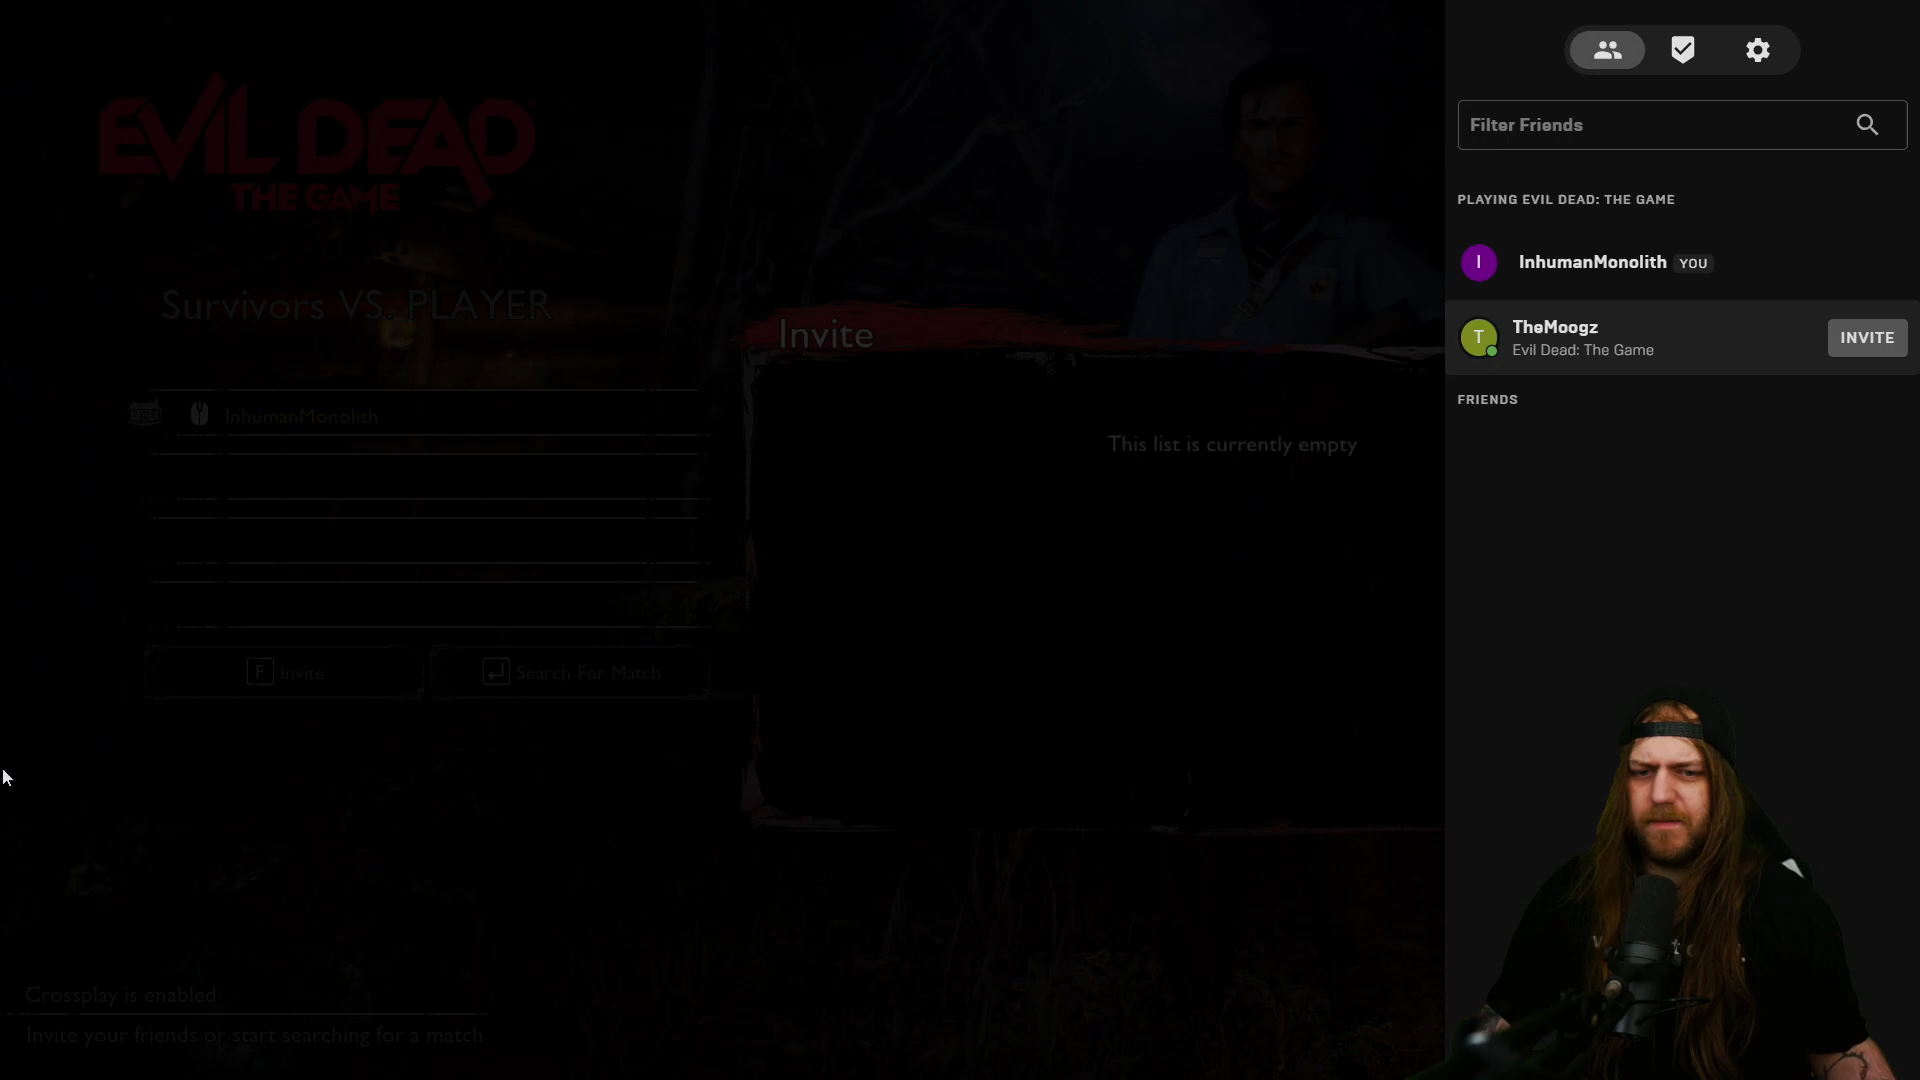 EVIL DEAD
THE GAME
Survivors VS. PLAYER
InhumanMonolith
F Invite
Search For Match
Invite
This list is currently empty
Crossplay is enabled
Invite your friends or start searching for a match
Filter Friends
PLAYING EVIL DEAD: THE GAME
I InhumanMonolith YOU
T TheMoogz
Evil Dead: The Game
INVITE
FRIENDS